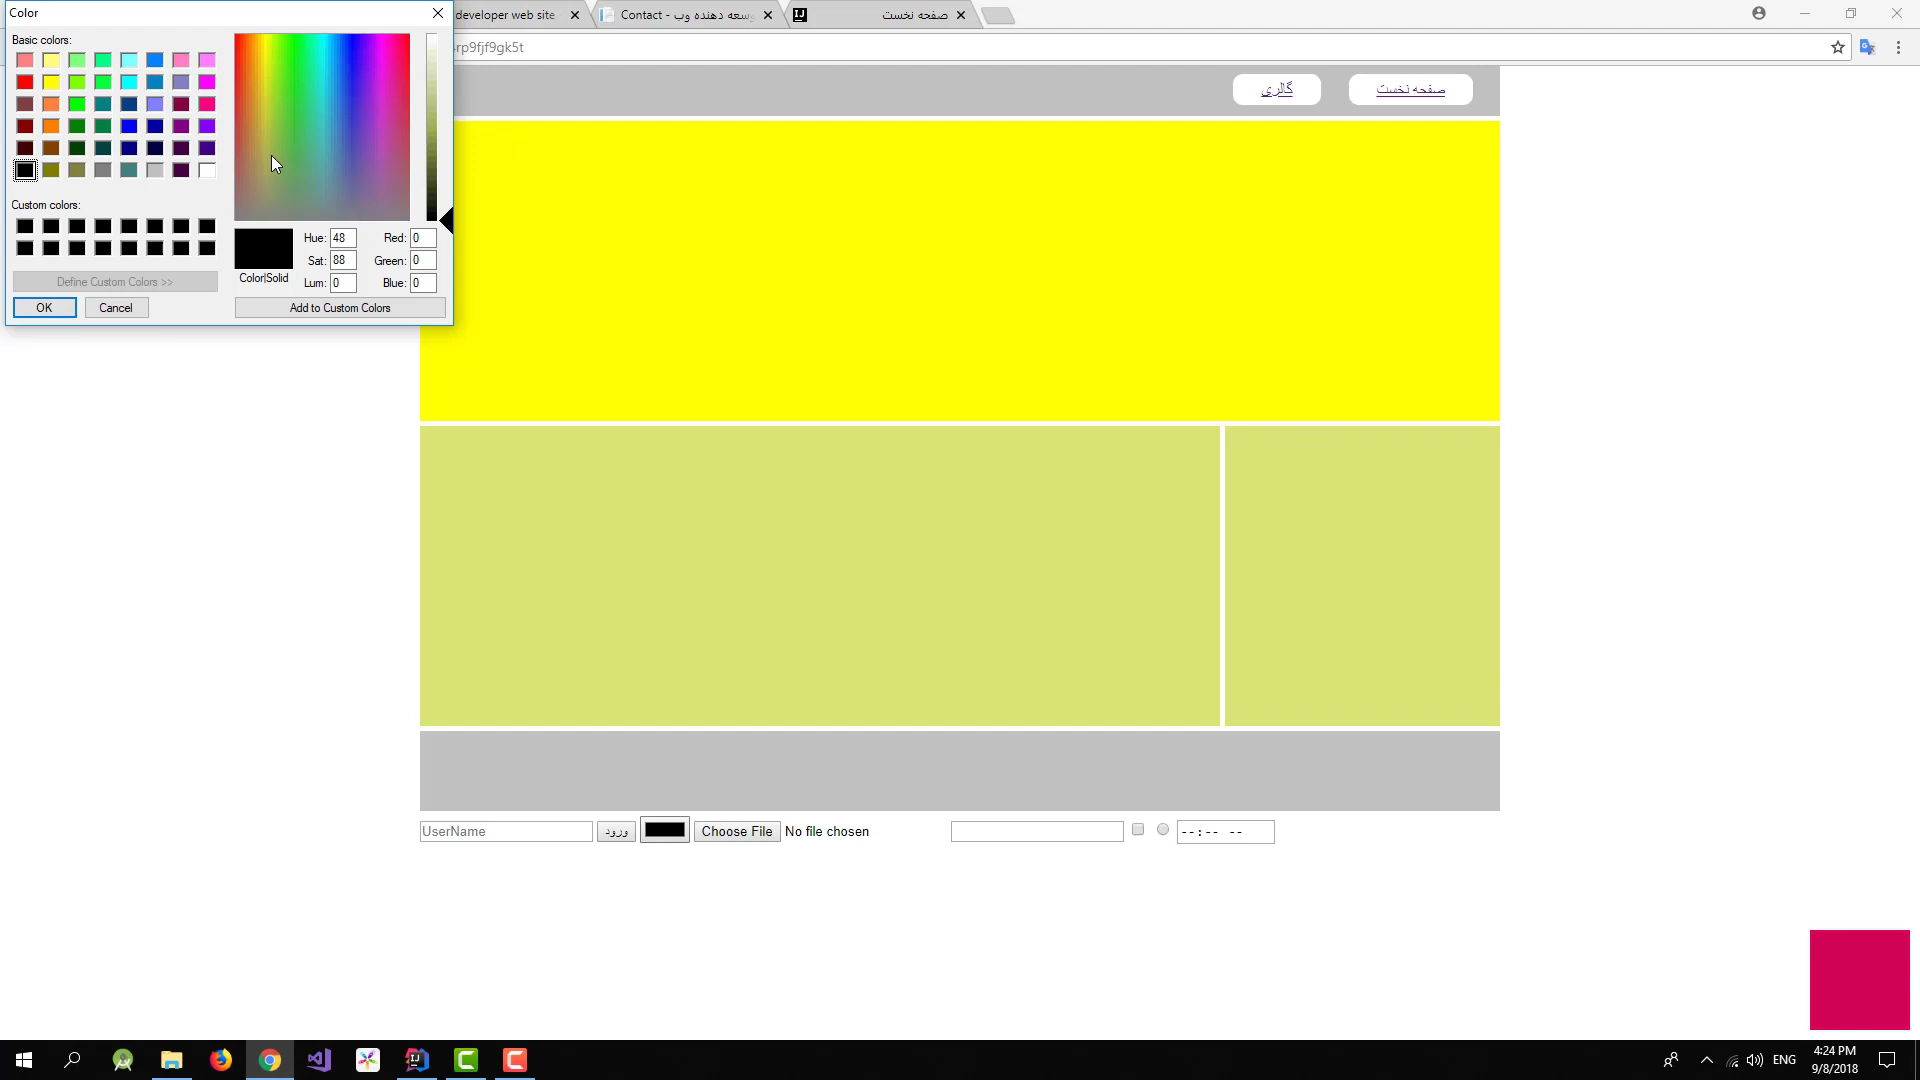 Color
developer web site
Contact - توسعه دهنده وب
صفحه نخست
rp9fjf9gk5t
Basic colors:
Custom colors:
Hue: 48
Red: 0
Sat: 88
Green: 0
Color|Solid
Lum: 0
Blue: 0
Define Custom Colors >>
OK
Cancel
Add to Custom Colors
صفحه نخست
گالری
UserName
ورود
Choose File
No file chosen
--:-- --
ENG
4:24 PM
9/8/2018